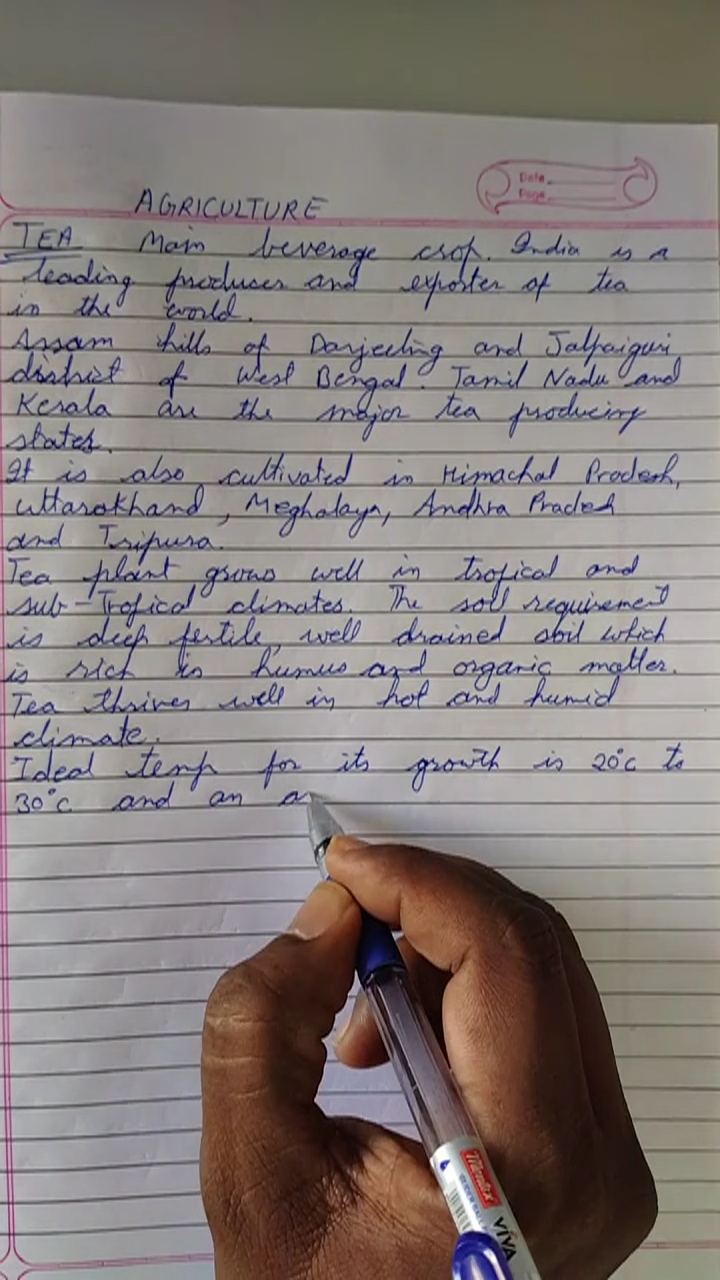 Date
Page
AGRICULTURE
TEA Main beverage crop. India is a
leading producer and exporter of tea
in the world.
Assam hills of Darjeeling and Jalpaiguri
district of West Bengal. Tamil Nadu and
Kerala are the major tea producing
states.
It is also cultivated in Himachal Pradesh,
Uttarakhand, Meghalaya, Andhra Pradesh
and Tripura.
Tea plant grows well in tropical and
sub-Tropical climates. The soil requirement
is deep fertile, well drained soil which
is rich in humus and organic matter.
Tea thrives well in hot and humid
climate.
Ideal temp for its growth is 20°c to
30°c and an a
Montex
VIVA